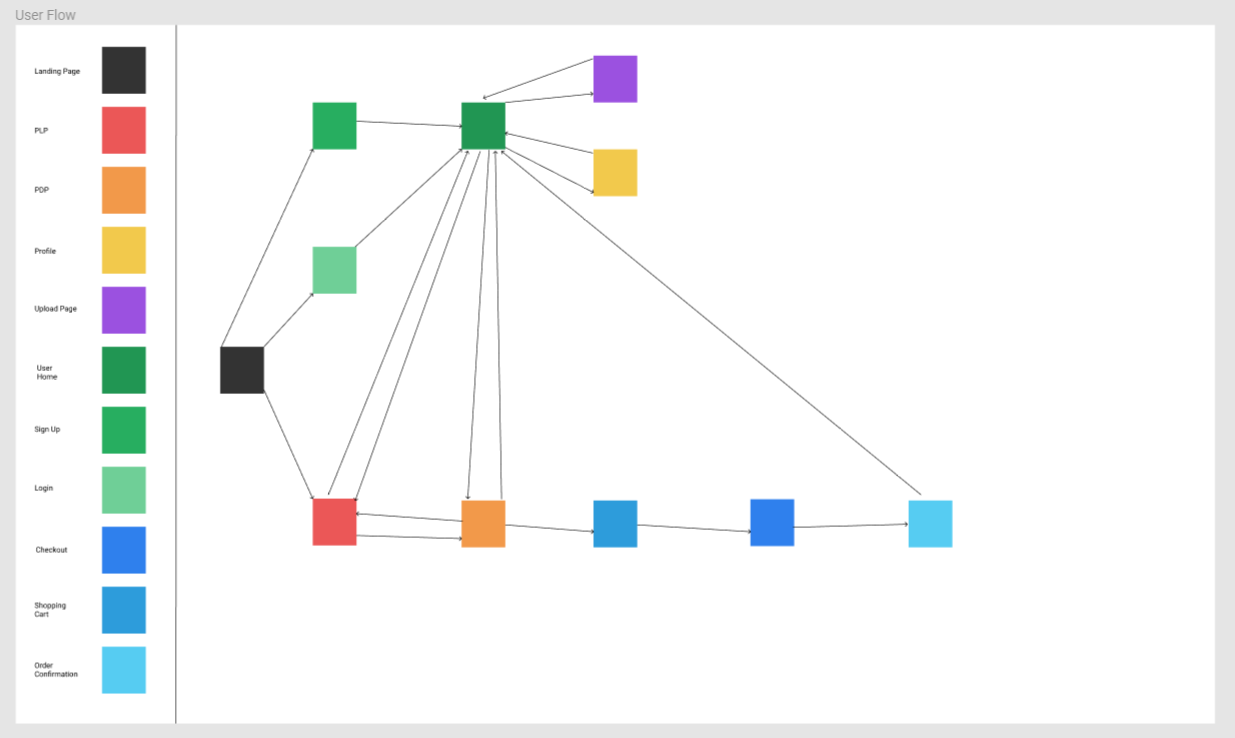 User Flow
Landing Page
PLP
PDP
Profile
Upload Page
User
Home
Sign Up
Login
Checkout
Shopping
Cart
Order
Confirmation